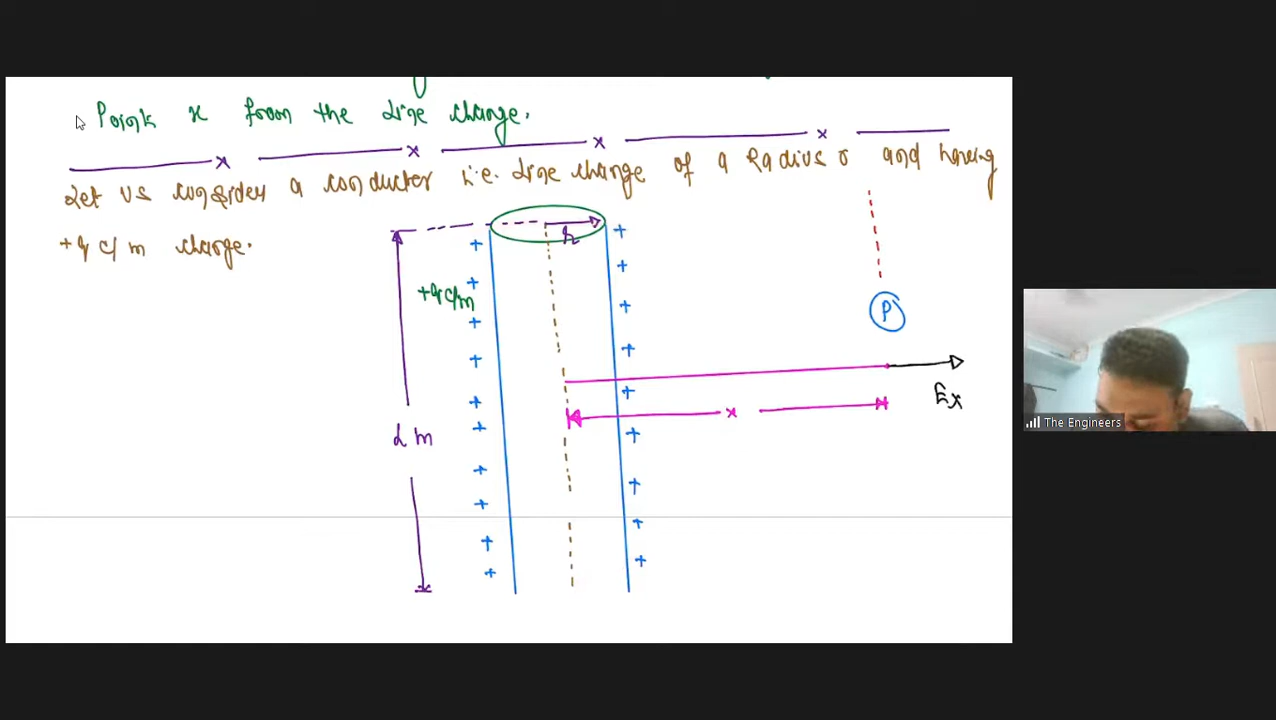 Point x from the Line charge.
Let us consider a conductor i.e. Line charge of a Radius r and having
+q c/m charge.
r
+q c/m
P
Ex
x
L m
The Engineers